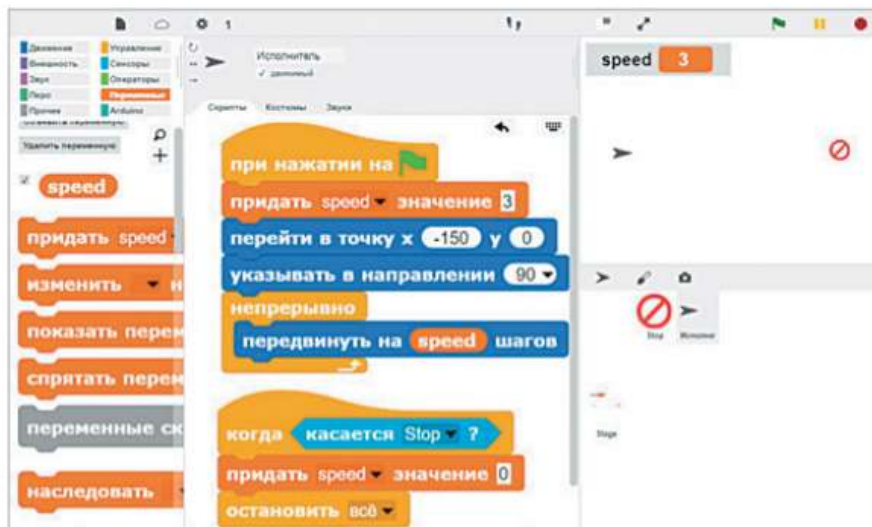 1
Движение Управление
Внешность Сенсоры
Звук Операторы
Перо Переменные
Прочее Arduino
Удалить переменную
speed
придать speed
изменить н
показать перем
спрятать перем
переменные ск
наследовать
Исполнитель
✓ движимый
Скрипты Костюмы Звуки
при нажатии на
придать speed значение 3
перейти в точку x -150 y 0
указывать в направлении 90
непрерывно
передвинуть на speed шагов
когда касается Stop ?
придать speed значение 0
остановить всё
speed 3
Stop
Stage